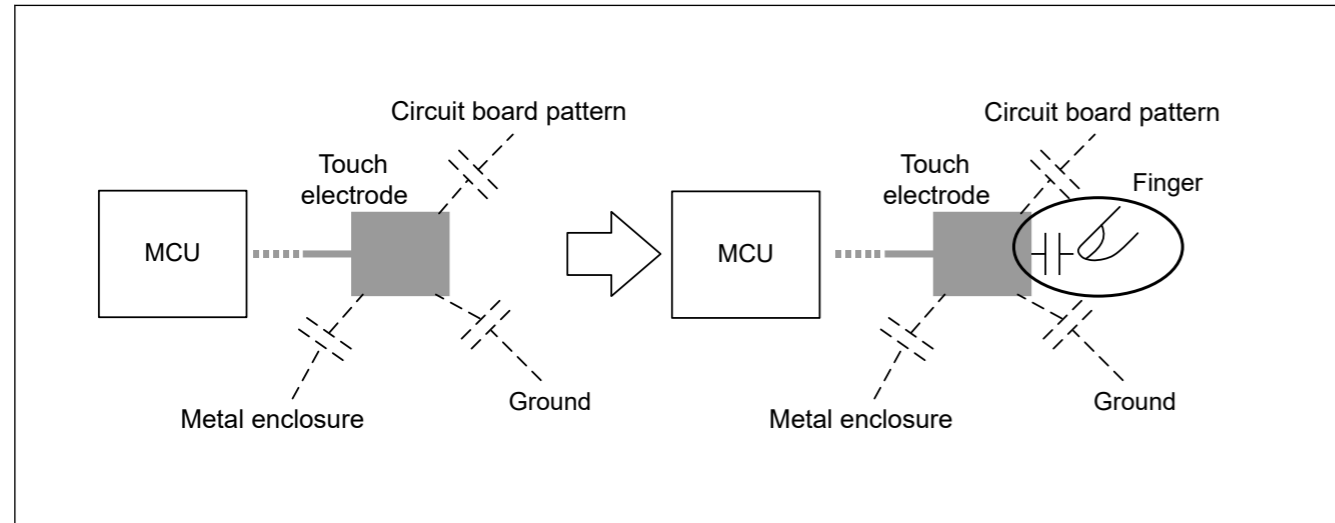 Circuit board pattern
Touch
electrode
MCU
Metal enclosure
Ground
Circuit board pattern
Touch
electrode
Finger
MCU
Metal enclosure
Ground